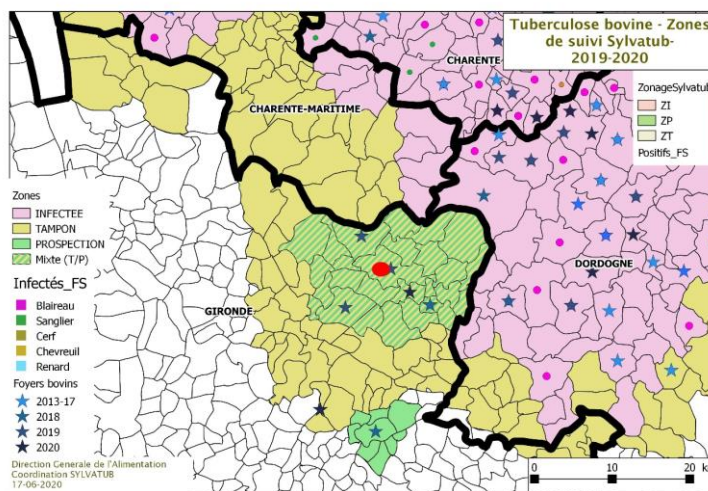 Tuberculose bovine - Zones
de suivi Sylvatub-
2019-2020
CHARENTE
CHARENTE-MARITIME
ZonageSylvatub
ZI
ZP
ZT
Positifs_FS
Zones
INFECTEE
TAMPON
PROSPECTION
Mixte (T/P)
Infectés_FS
Blaireau
Sanglier
Cerf
Chevreuil
Renard
Foyers bovins
2013-17
2018
2019
2020
GIRONDE
DORDOGNE
Direction Generale de l'Alimentation
Coordination SYLVATUB
17-06-2020
0 10 20 k